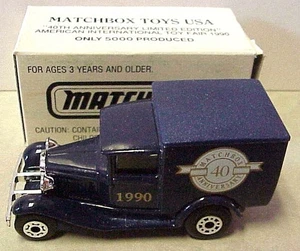 MATCHBOX TOYS USA
"40TH ANNIVERSARY LIMITED EDITION"
AMERICAN INTERNATIONAL TOY FAIR 1990
ONLY 5000 PRODUCED
FOR AGES 3 YEARS AND OLDER.
MATCH
CAUTION: CONTA
CHIL
MATCHBOX
40
ANNIVERSARY
1990